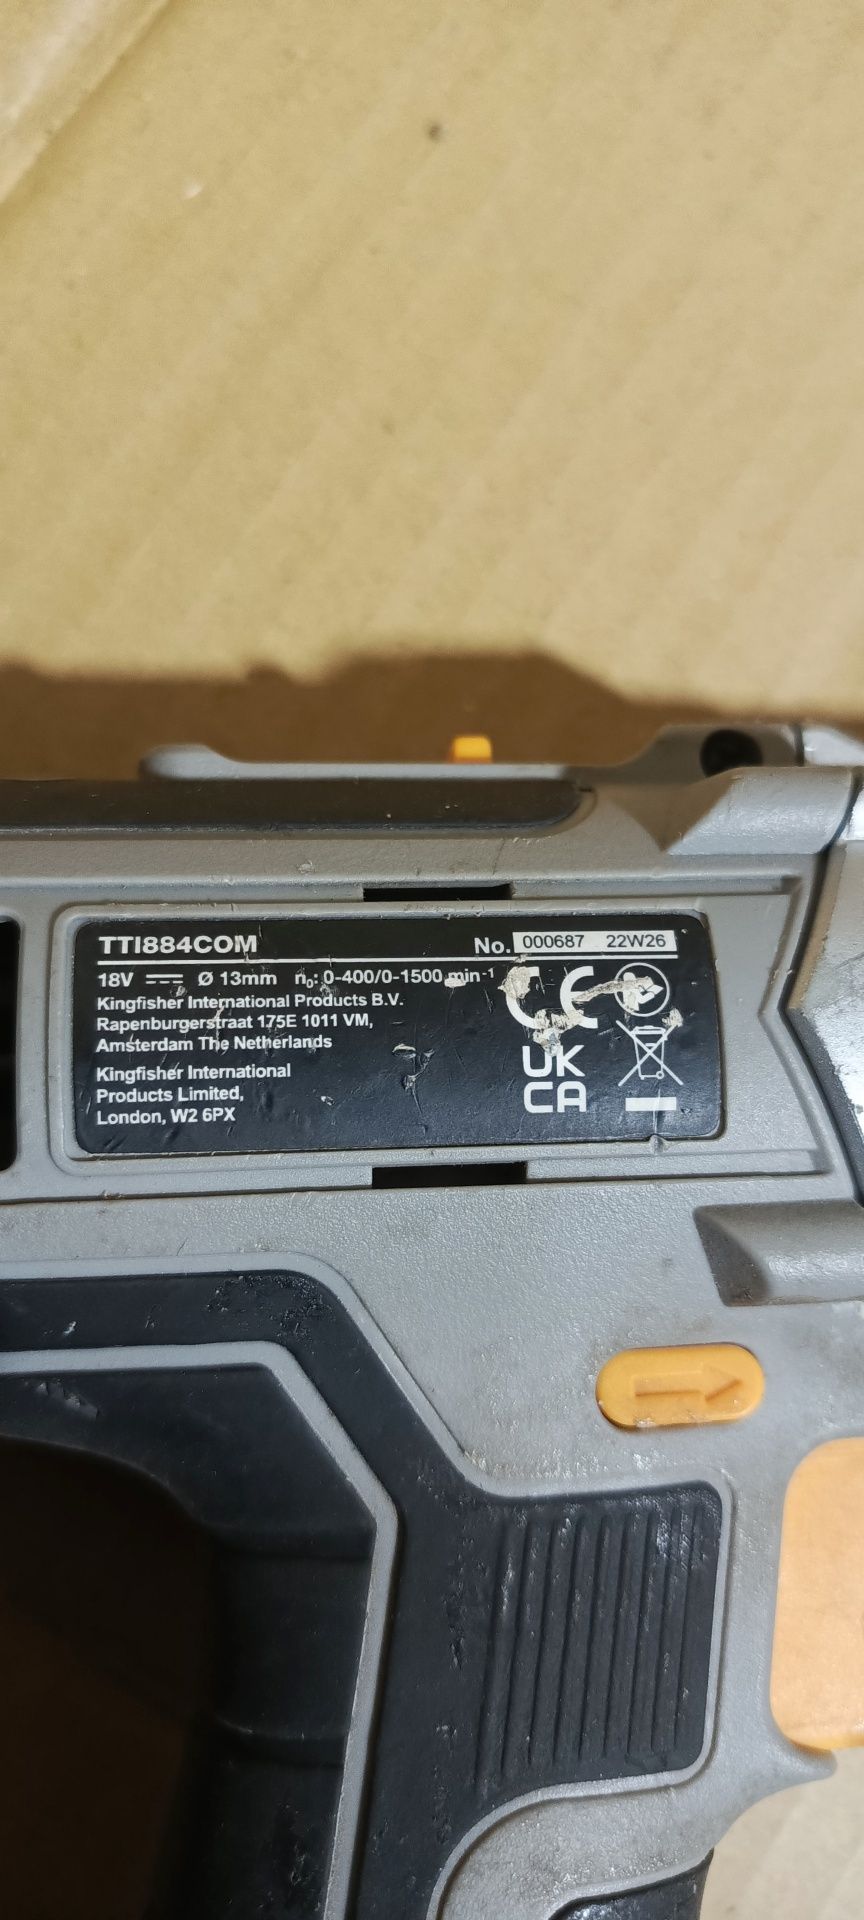 TTI884COM No. 000687 22W26
18V Ø 13mm n₀: 0-400/0-1500 min⁻¹
Kingfisher International Products B.V.
Rapenburgerstraat 175E 1011 VM,
Amsterdam The Netherlands
Kingfisher International
Products Limited,
London, W2 6PX
CE
UK
CA